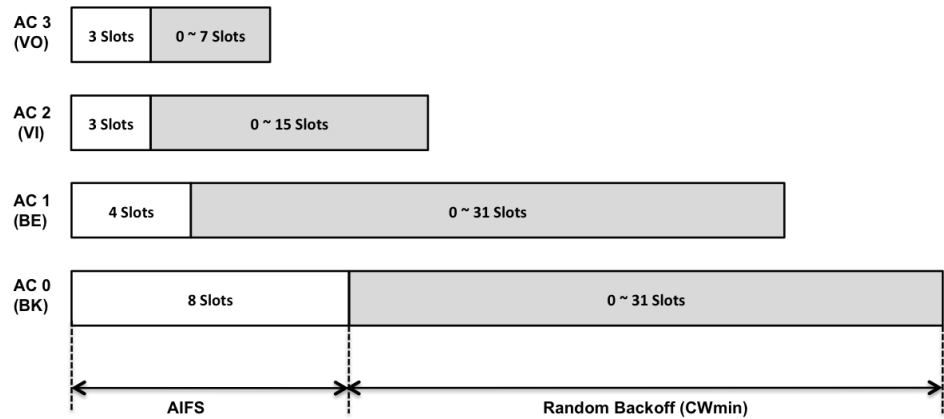 AC 3
(VO)
3 Slots
0 ~ 7 Slots
AC 2
(VI)
3 Slots
0 ~ 15 Slots
AC 1
(BE)
4 Slots
0 ~ 31 Slots
AC 0
(BK)
8 Slots
0 ~ 31 Slots
AIFS
Random Backoff (CWmin)